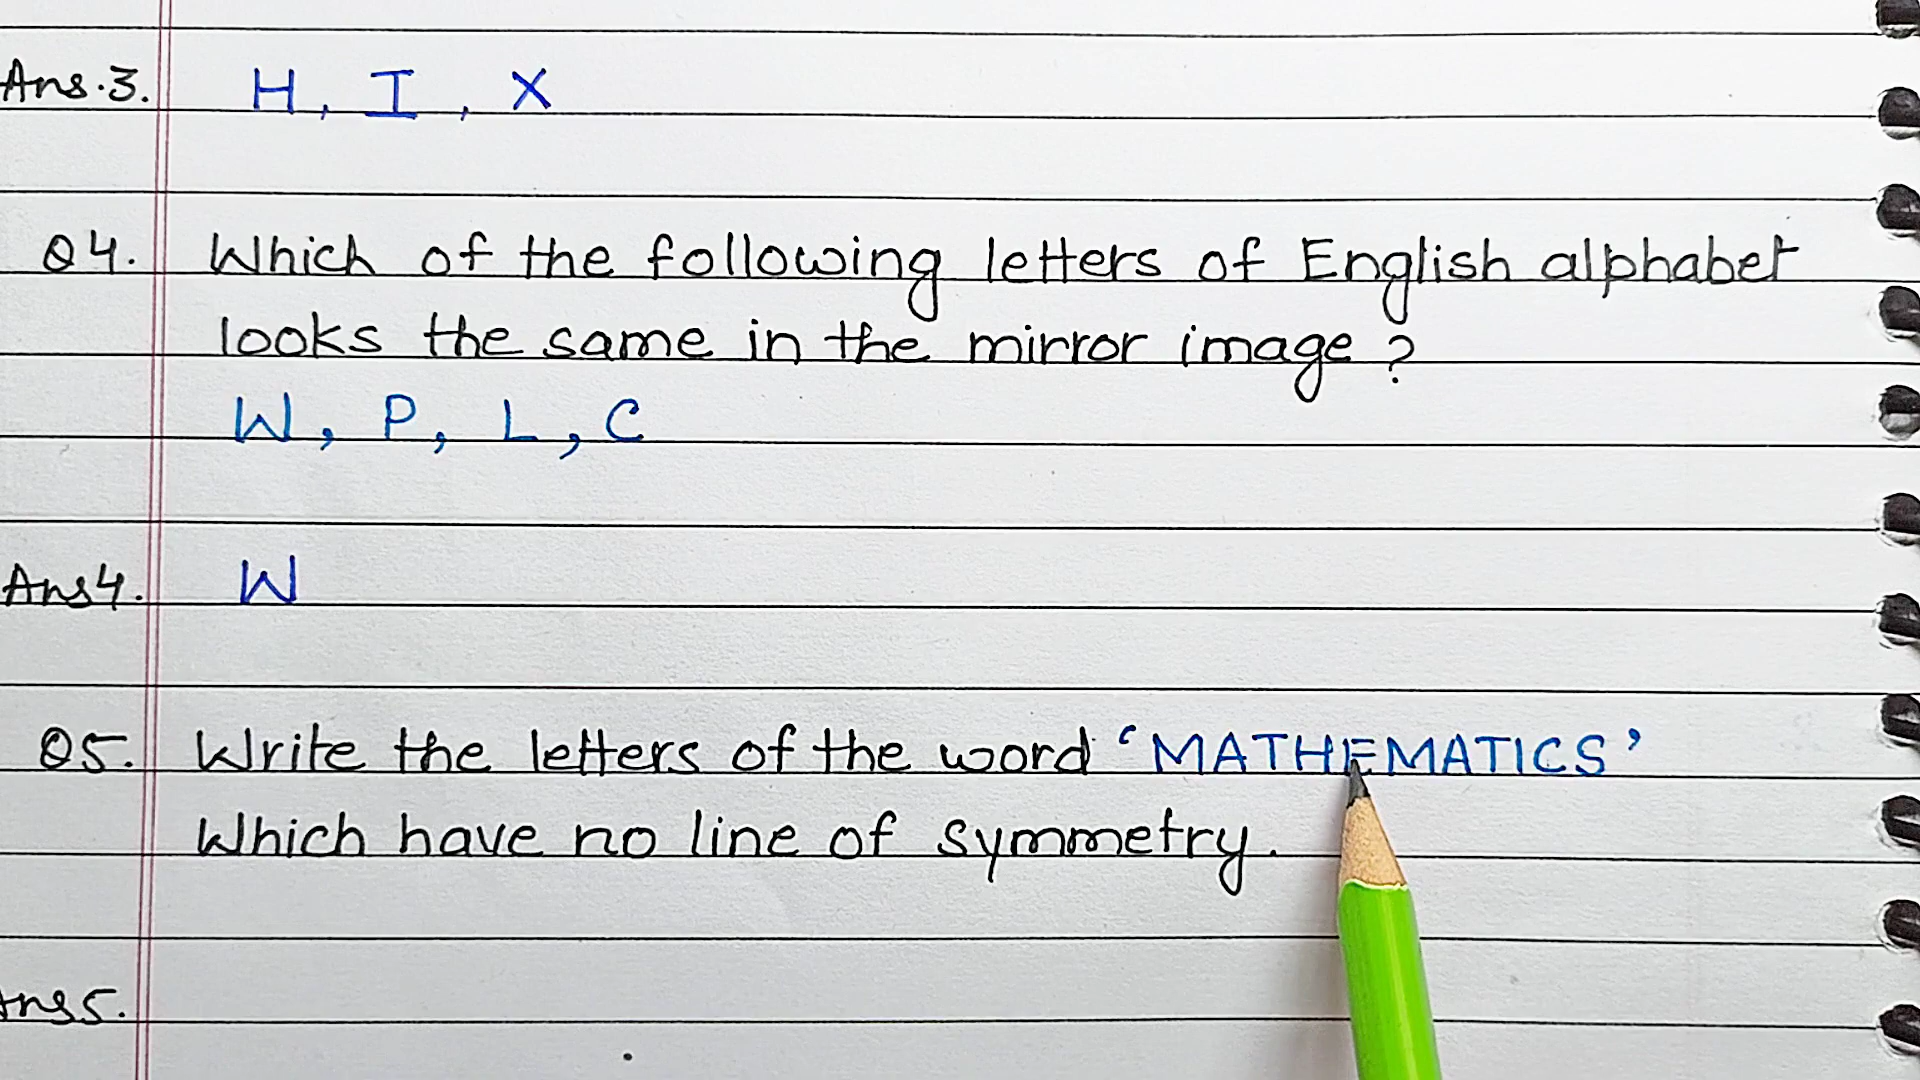 Ans.3. H, I, X
Q4. Which of the following letters of English alphabet
looks the same in the mirror image?
W, P, L, C
Ans4. W
Q5. Write the letters of the word 'MATHEMATICS'
Which have no line of symmetry.
Ans5.